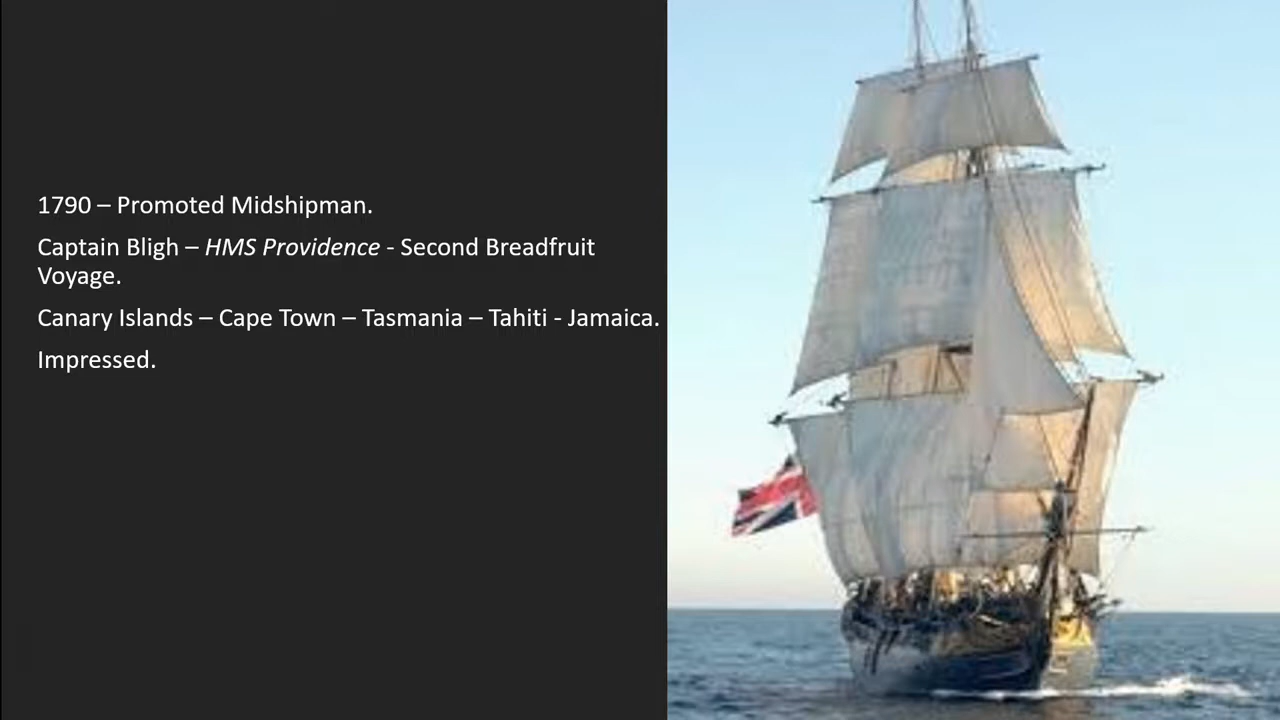 1790 – Promoted Midshipman.
Captain Bligh – HMS Providence - Second Breadfruit
Voyage.
Canary Islands – Cape Town – Tasmania – Tahiti - Jamaica.
Impressed.